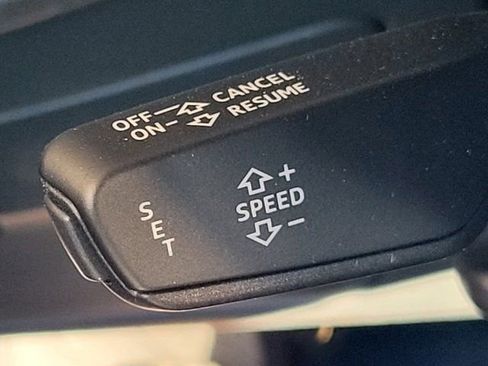 OFF CANCEL
ON RESUME
+
SPEED
-
SET